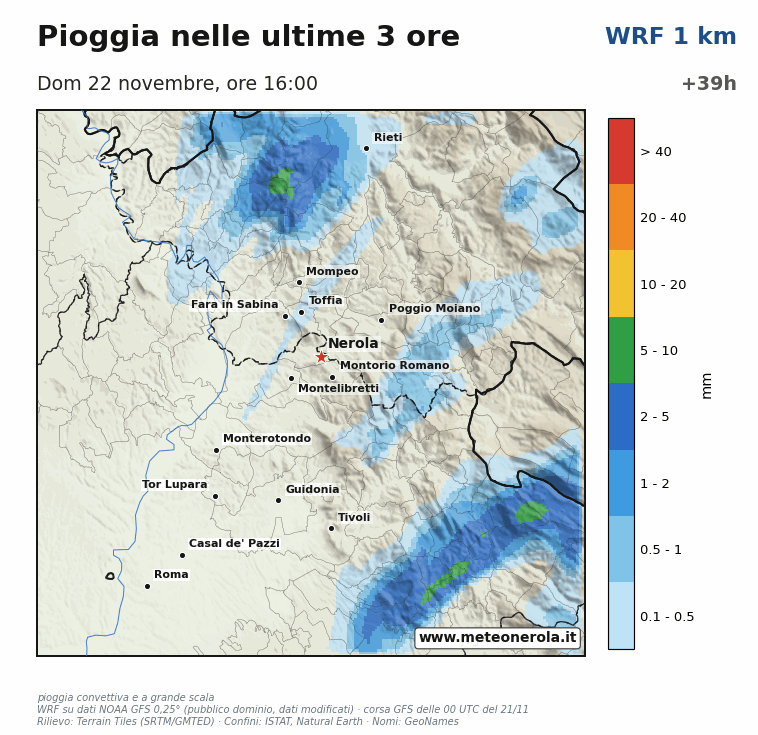 Pioggia nelle ultime 3 ore
WRF 1 km
Dom 22 novembre, ore 16:00
+39h
Rieti
Mompeo
Fara in Sabina
Toffia
Poggio Moiano
Nerola
Montorio Romano
Montelibretti
Monterotondo
Tor Lupara
Guidonia
Tivoli
Casal de' Pazzi
Roma
www.meteonerola.it
> 40
20 - 40
10 - 20
5 - 10
2 - 5
1 - 2
0.5 - 1
0.1 - 0.5
mm
pioggia convettiva e a grande scala
WRF su dati NOAA GFS 0,25° (pubblico dominio, dati modificati) · corsa GFS delle 00 UTC del 21/11
Rilievo: Terrain Tiles (SRTM/GMTED) · Confini: ISTAT, Natural Earth · Nomi: GeoNames